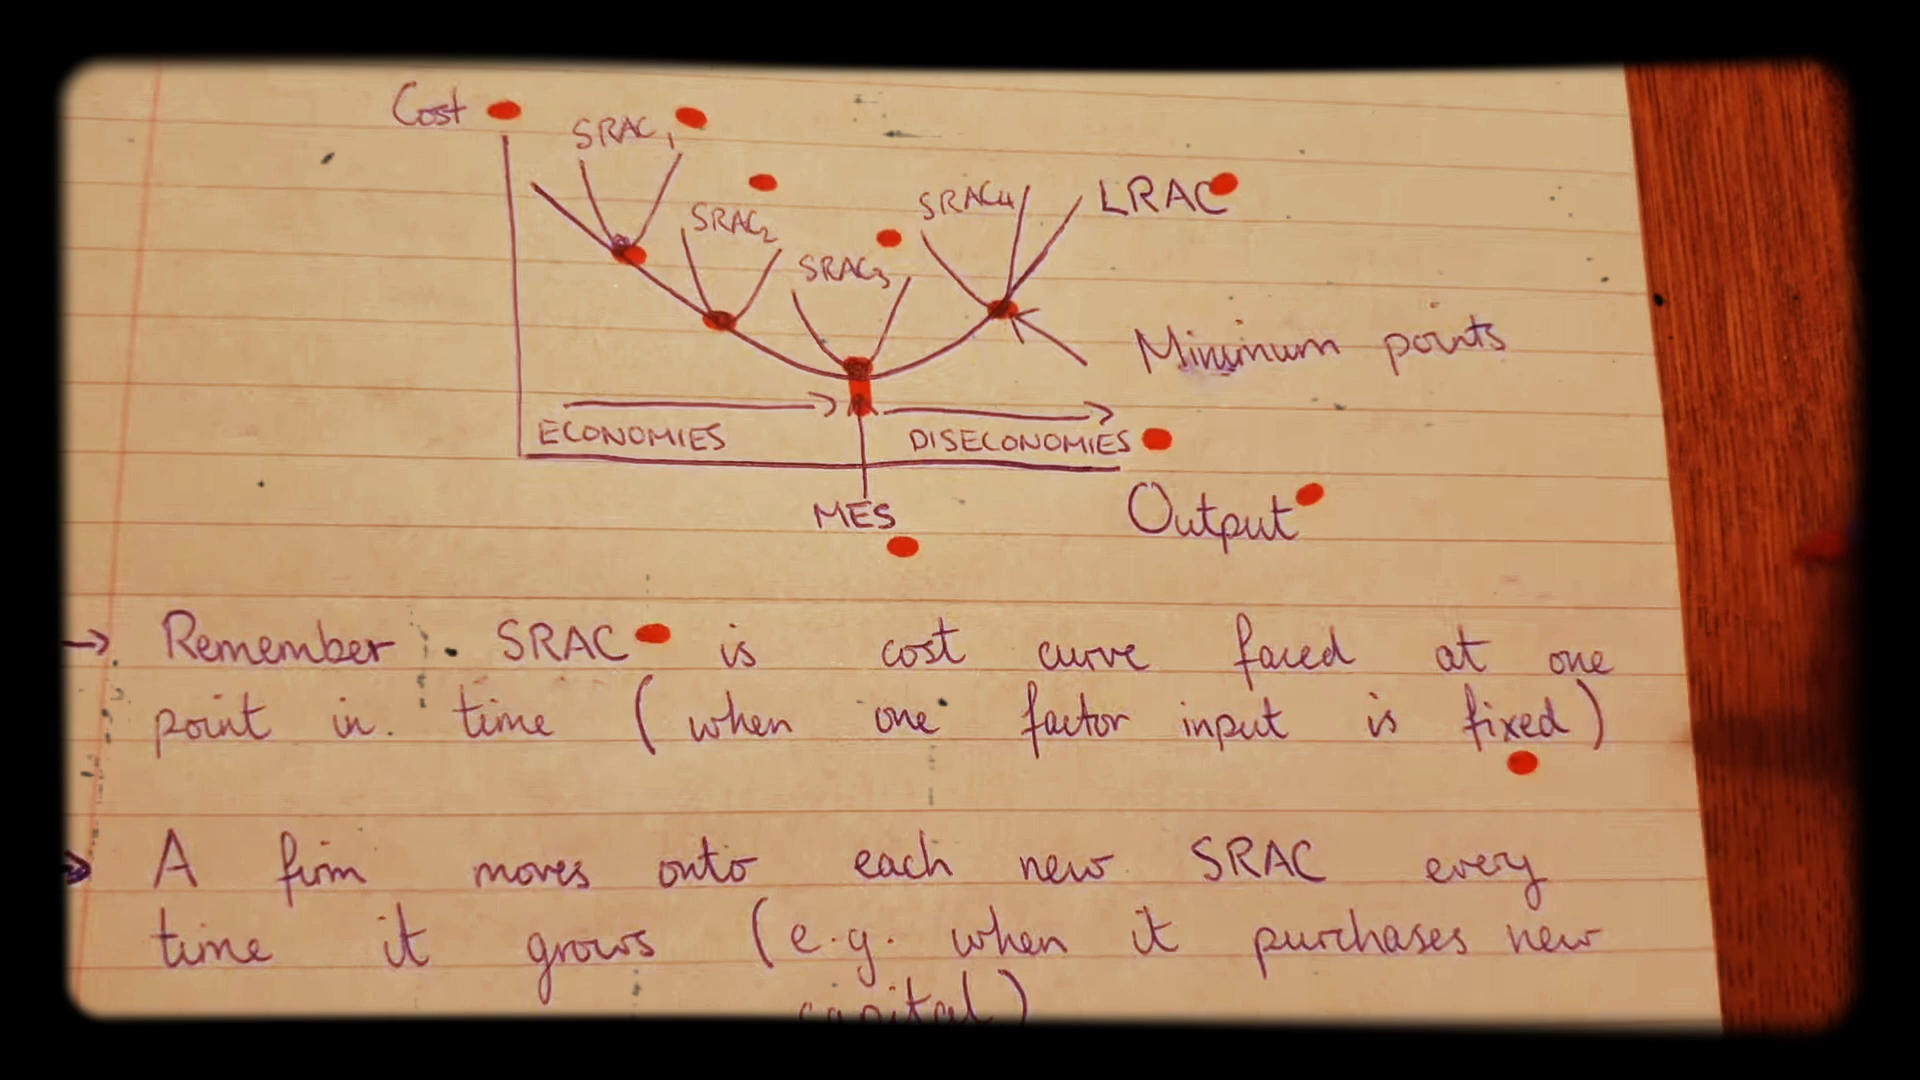 Cost
SRAC1
SRAC2
SRAC3
SRAC4
LRAC
Minimum points
ECONOMIES
DISECONOMIES
MES
Output
→ Remember SRAC is cost curve faced at one
point in time (when one factor input is fixed)
→ A firm moves onto each new SRAC every
time it grows (e.g. when it purchases new
capital)